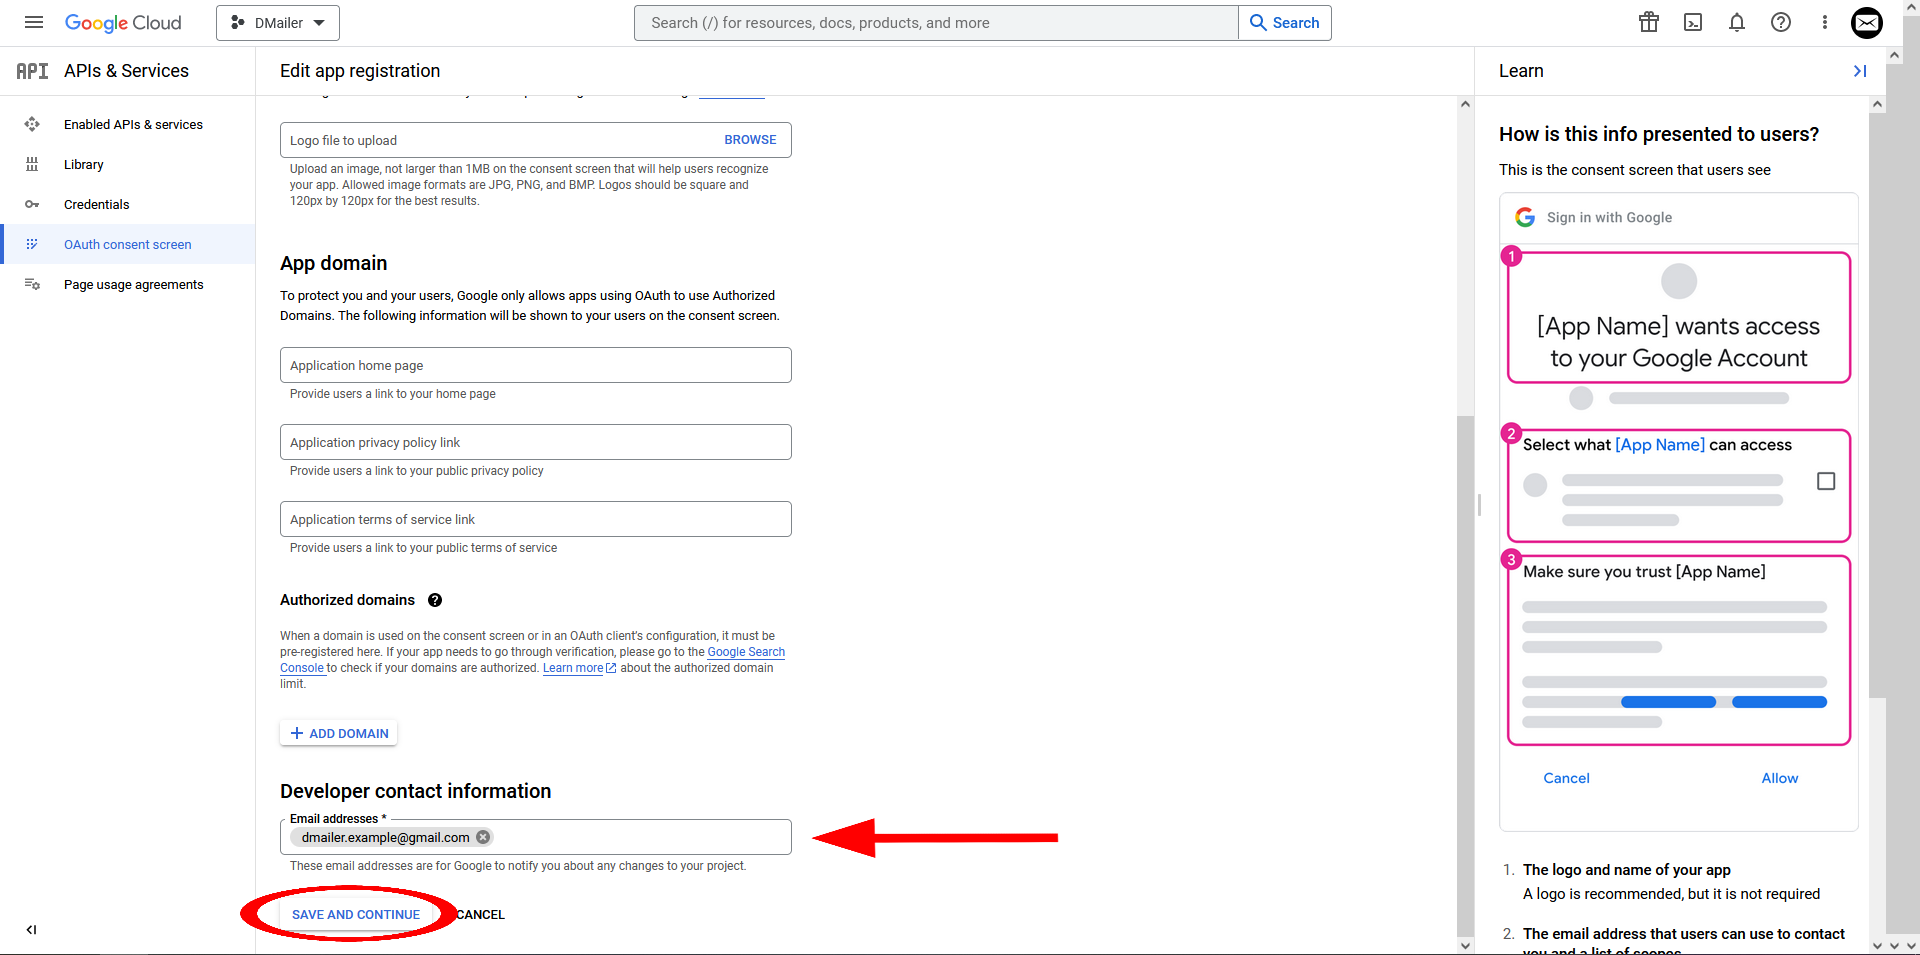 Google Cloud
DMailer
Search (/) for resources, docs, products, and more
Search
API APIs & Services
Enabled APIs & services
Library
Credentials
OAuth consent screen
Page usage agreements
Edit app registration
Logo file to upload
BROWSE
Upload an image, not larger than 1MB on the consent screen that will help users recognize
your app. Allowed image formats are JPG, PNG, and BMP. Logos should be square and
120px by 120px for the best results.
App domain
To protect you and your users, Google only allows apps using OAuth to use Authorized
Domains. The following information will be shown to your users on the consent screen.
Application home page
Provide users a link to your home page
Application privacy policy link
Provide users a link to your public privacy policy
Application terms of service link
Provide users a link to your public terms of service
Authorized domains ?
When a domain is used on the consent screen or in an OAuth client's configuration, it must be
pre-registered here. If your app needs to go through verification, please go to the Google Search
Console to check if your domains are authorized. Learn more about the authorized domain
limit.
+ ADD DOMAIN
Developer contact information
Email addresses *
dmailer.example@gmail.com
These email addresses are for Google to notify you about any changes to your project.
SAVE AND CONTINUE
CANCEL
Learn
How is this info presented to users?
This is the consent screen that users see
G Sign in with Google
1
[App Name] wants access
to your Google Account
2
Select what [App Name] can access
3
Make sure you trust [App Name]
Cancel
Allow
1. The logo and name of your app
A logo is recommended, but it is not required
2. The email address that users can use to contact
you and a list of scopes